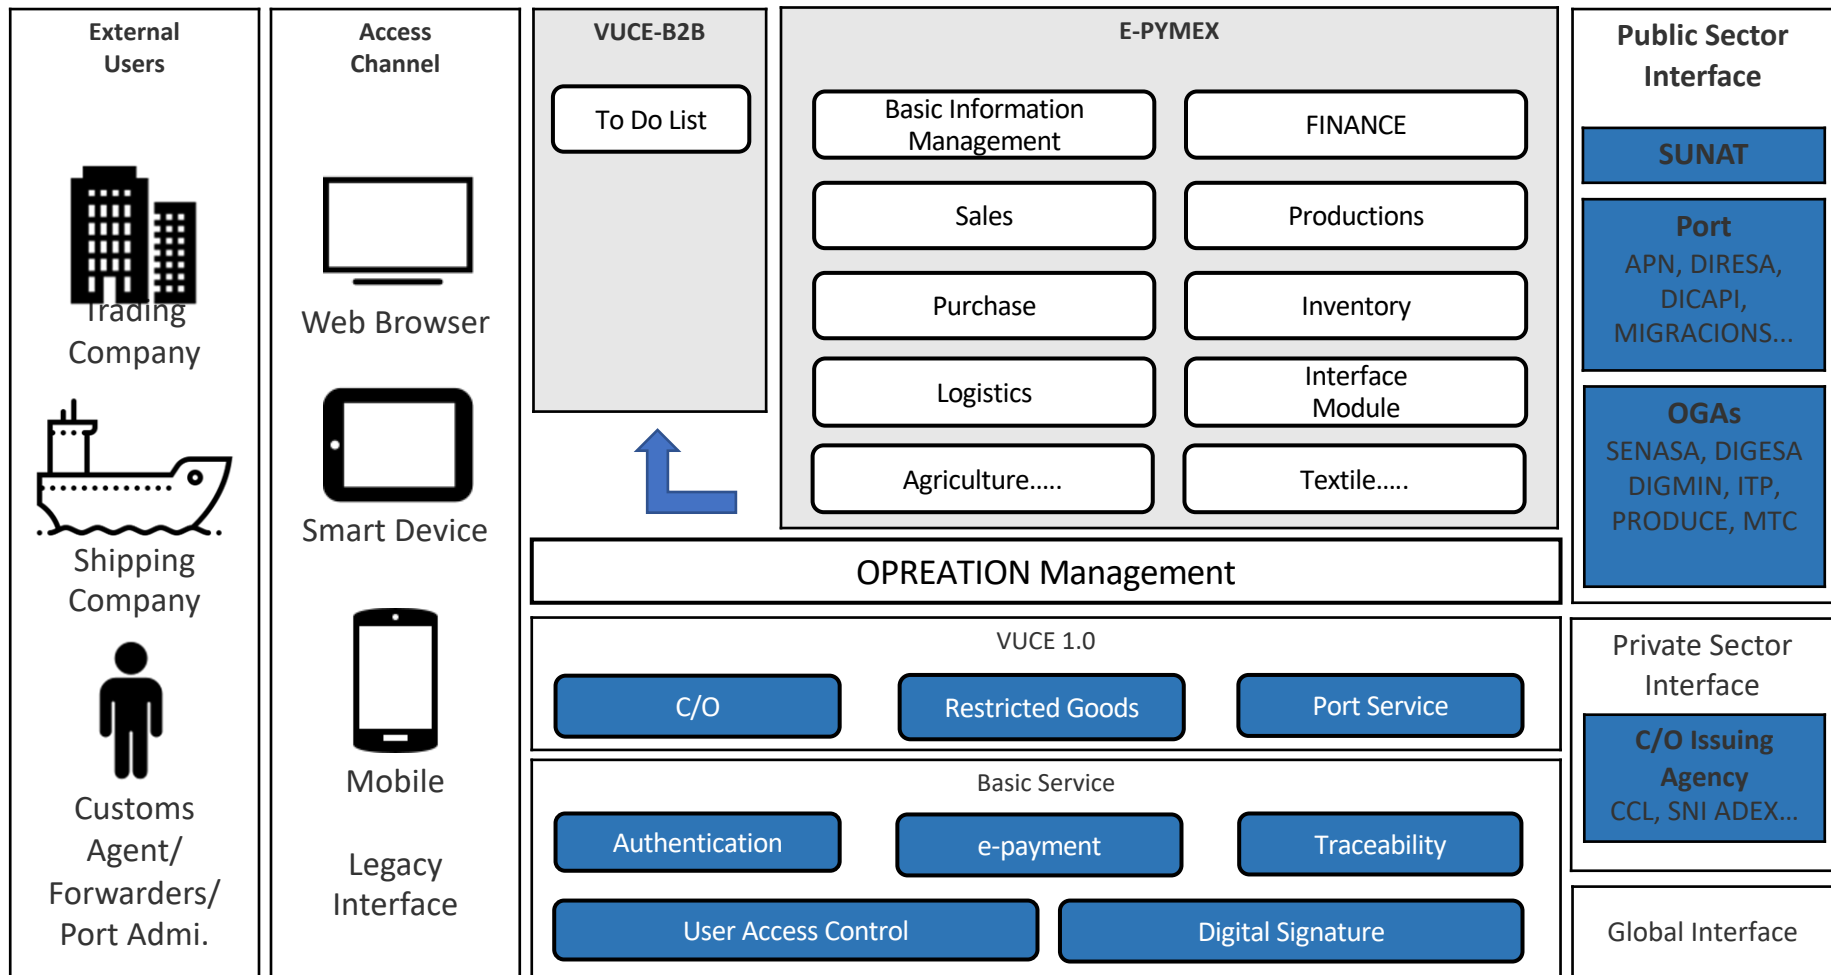 External
Users
Trading
Company
Shipping
Company
Customs
Agent/
Forwarders/
Port Admi.
Access
Channel
Web Browser
Smart Device
Mobile
Legacy
Interface
VUCE-B2B
To Do List
E-PYMEX
Basic Information
Management
FINANCE
Sales
Productions
Purchase
Inventory
Logistics
Interface
Module
Agriculture.....
Textile.....
OPREATION Management
VUCE 1.0
C/O
Restricted Goods
Port Service
Basic Service
Authentication
e-payment
Traceability
User Access Control
Digital Signature
Public Sector
Interface
SUNAT
Port
APN, DIRESA,
DICAPI,
MIGRACIONS...
OGAs
SENASA, DIGESA
DIGMIN, ITP,
PRODUCE, MTC
Private Sector
Interface
C/O Issuing
Agency
CCL, SNI ADEX...
Global Interface